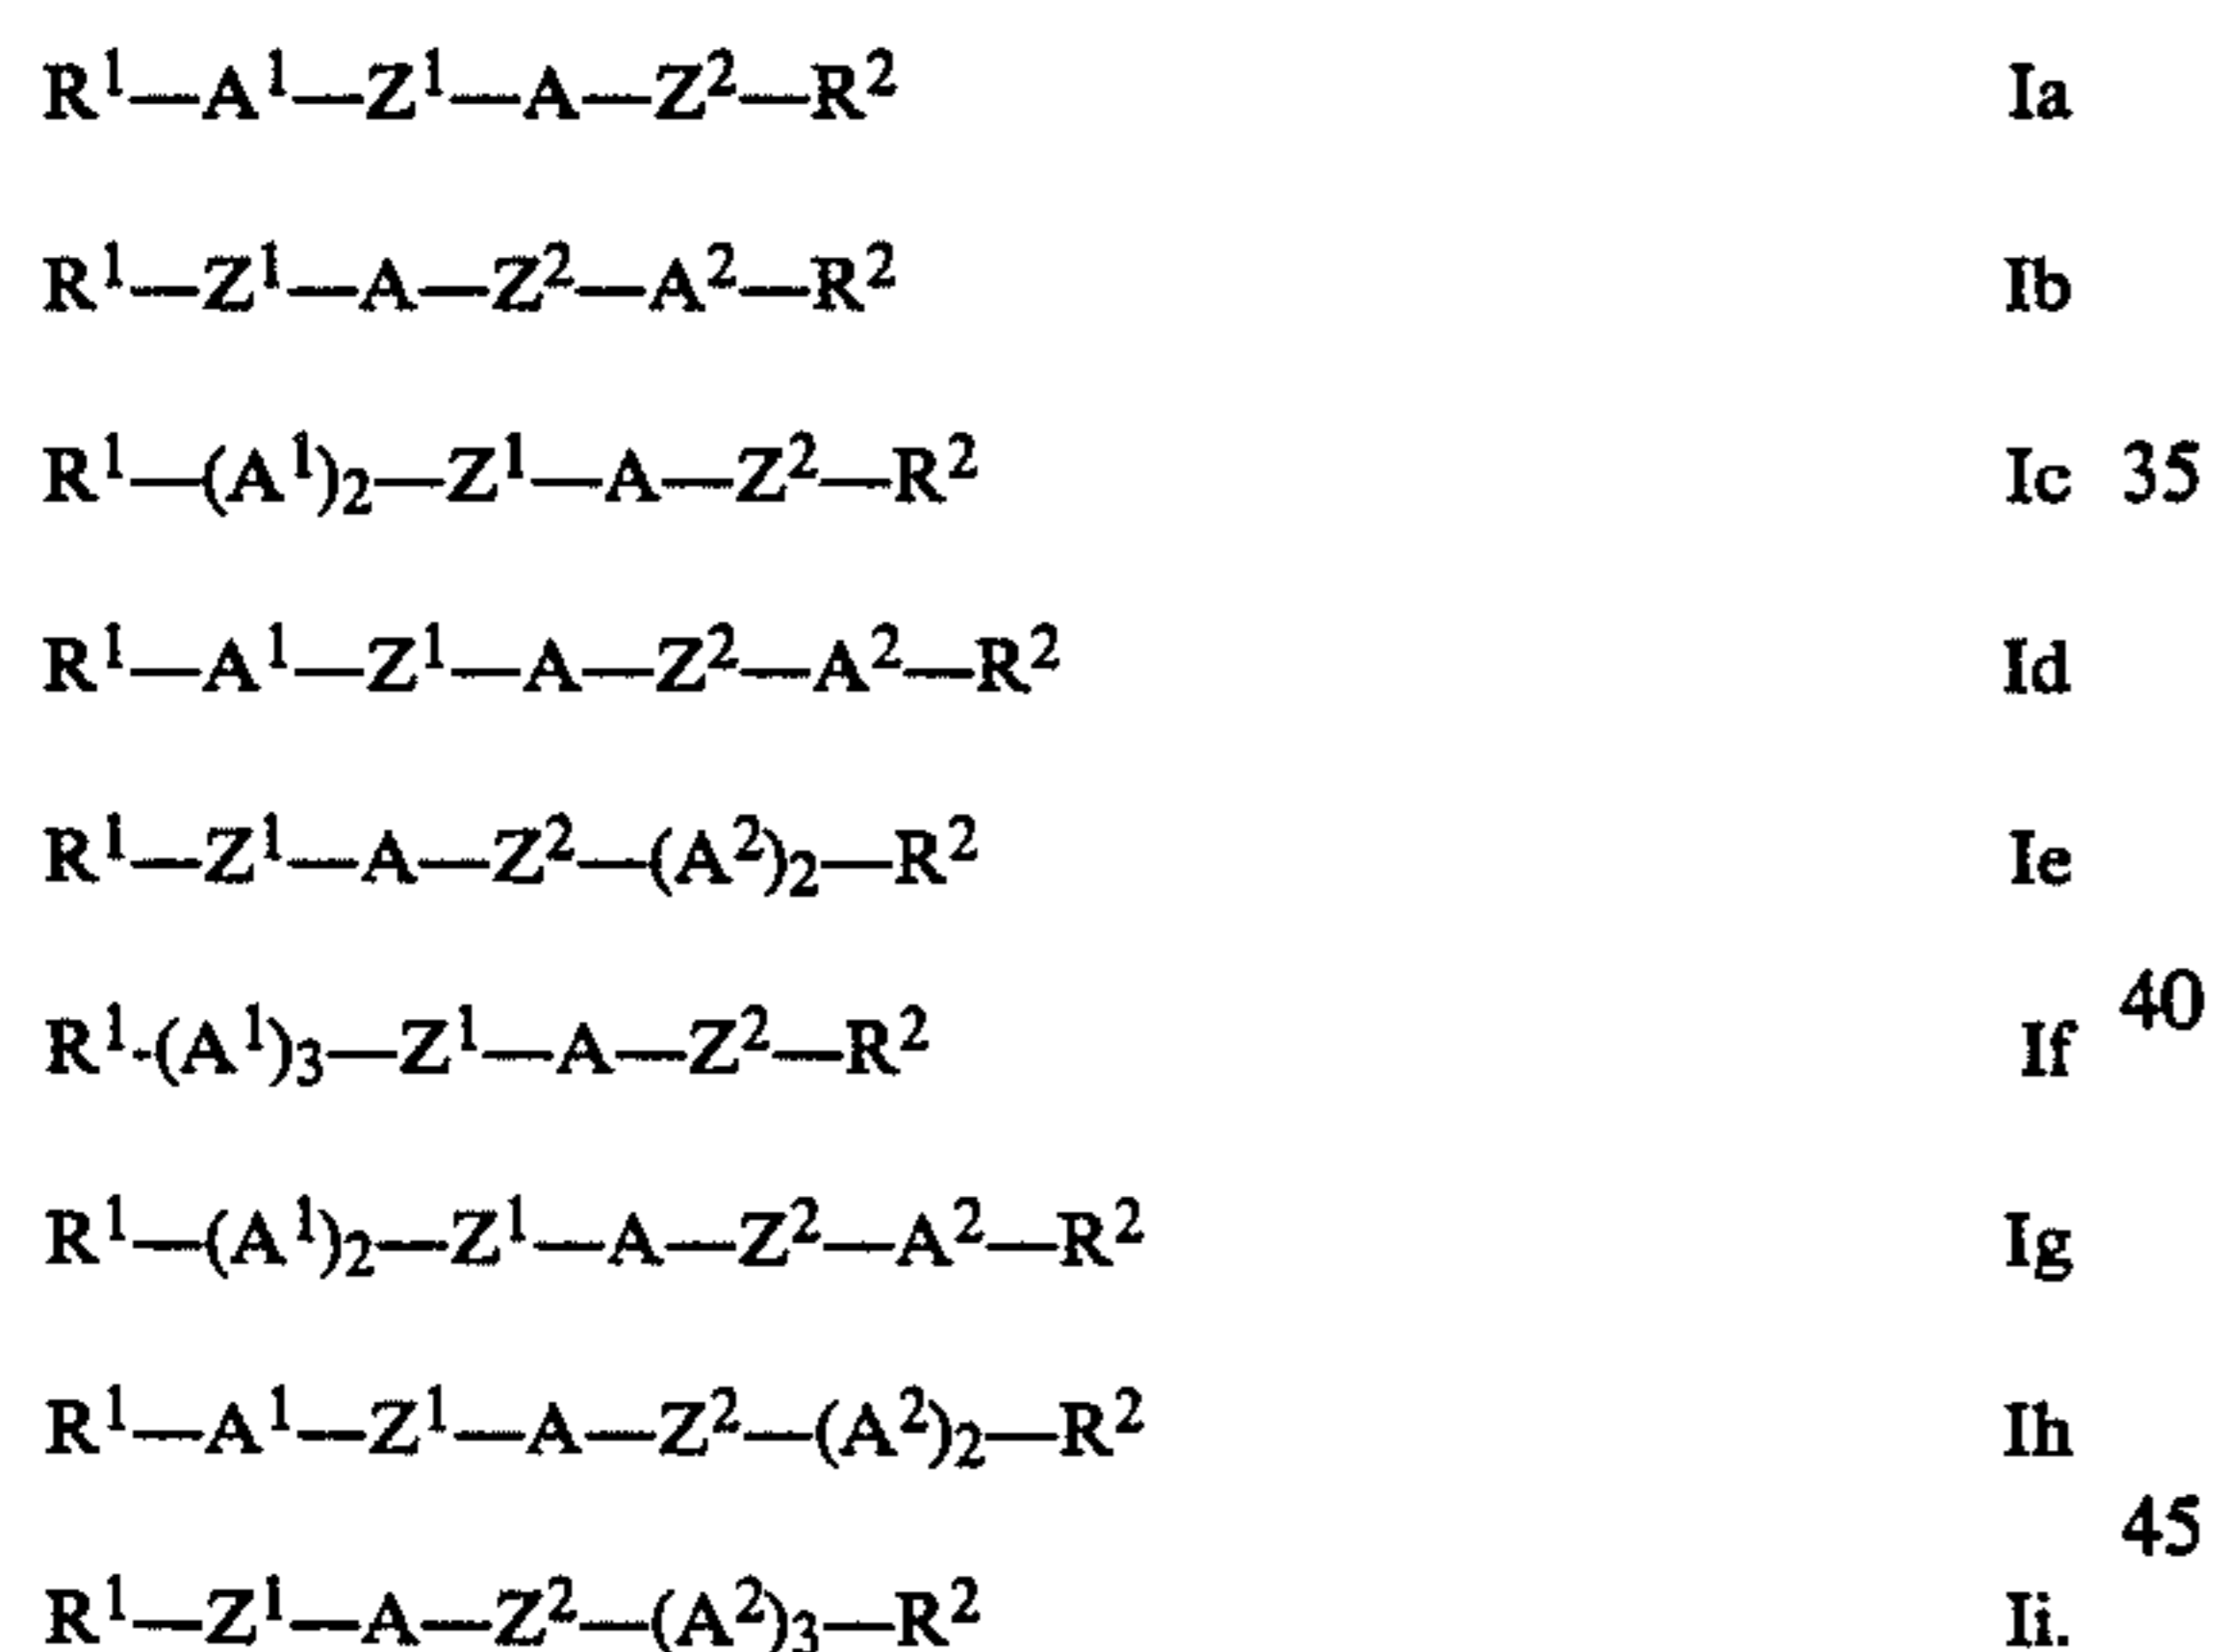 R¹—A¹—Z¹—A—Z²—R² Ia
R¹—Z¹—A—Z²—A²—R² Ib
R¹—(A¹)₂—Z¹—A—Z²—R² Ic 35
R¹—A¹—Z¹—A—Z²—A²—R² Id
R¹—Z¹—A—Z²—(A²)₂—R² Ie
R¹-(A¹)₃—Z¹—A—Z²—R² If 40
R¹—(A¹)₂—Z¹—A—Z²—A²—R² Ig
R¹—A¹—Z¹—A—Z²—(A²)₂—R² Ih
45
R¹—Z¹—A—Z²—(A²)₃—R² Ii.